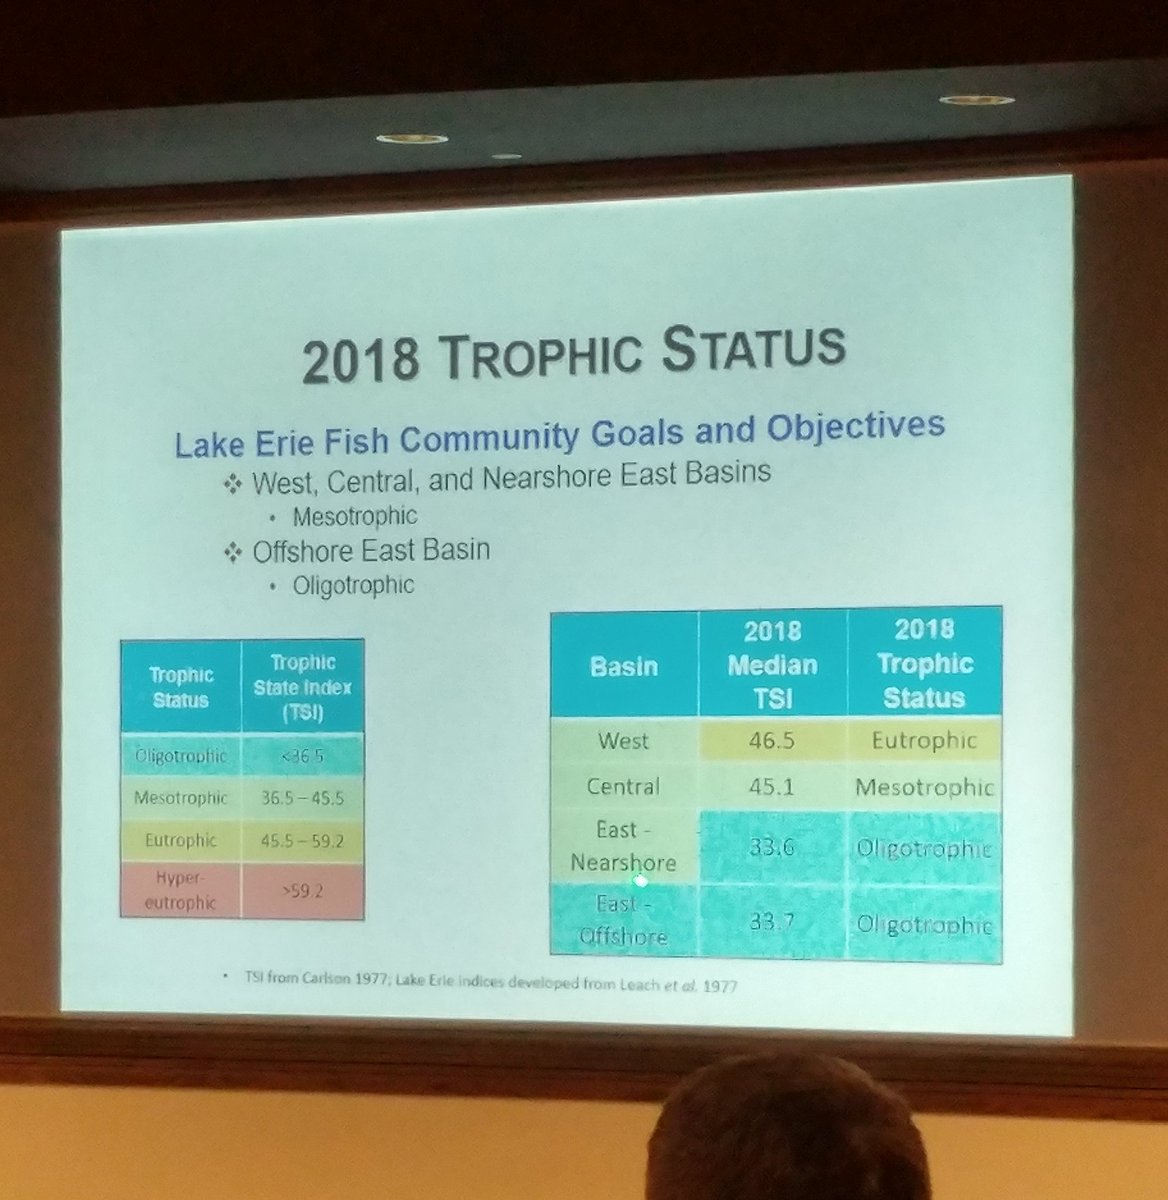 2018 TROPHIC STATUS
Lake Erie Fish Community Goals and Objectives
❖ West, Central, and Nearshore East Basins
• Mesotrophic
❖ Offshore East Basin
• Oligotrophic
Trophic Status
Trophic State Index (TSI)
Oligotrophic <36.5
Mesotrophic 36.5 – 45.5
Eutrophic 45.5 – 59.2
Hyper-eutrophic >59.2
Basin
2018 Median TSI
2018 Trophic Status
West 46.5 Eutrophic
Central 45.1 Mesotrophic
East - Nearshore 33.6 Oligotrophic
East - Offshore 33.7 Oligotrophic
• TSI from Carlson 1977; Lake Erie indices developed from Leach et al. 1977